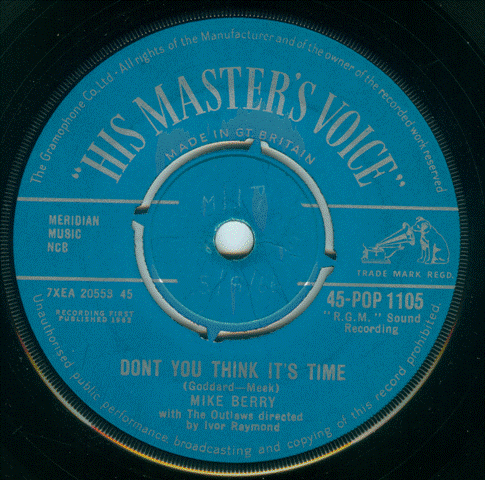 The Gramophone Co. Ltd · All rights of the Manufacturer and of the owner of the recorded work reserved
"HIS MASTER'S VOICE"
MADE IN GT. BRITAIN
MERIDIAN
MUSIC
NCB
TRADE MARK REGD.
7XEA 20553 45
RECORDING FIRST
PUBLISHED 1962
45-POP 1105
"R.G.M." Sound
Recording
DONT YOU THINK IT'S TIME
(Goddard—Meek)
MIKE BERRY
with The Outlaws directed
by Ivor Raymond
Unauthorised public performance, broadcasting and copying of this record prohibited.